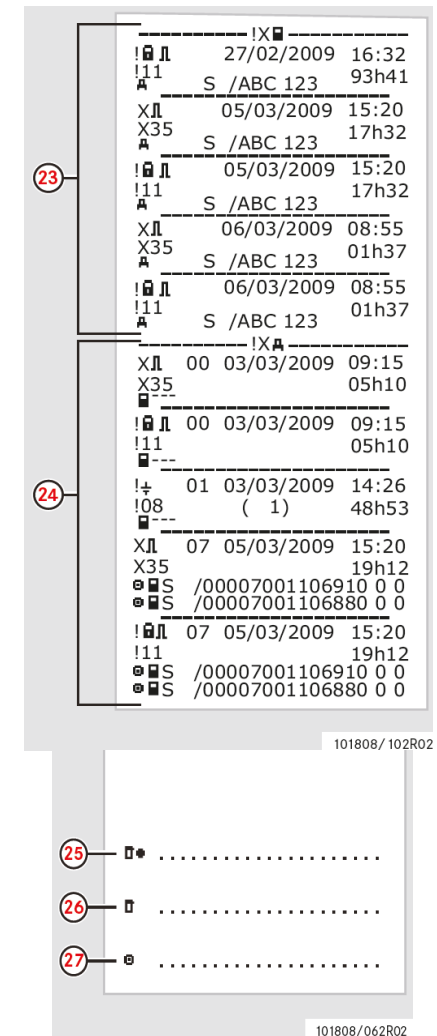 !X
! 27/02/2009 16:32
!11 93h41
S /ABC 123
X 05/03/2009 15:20
X35 17h32
S /ABC 123
! 05/03/2009 15:20
!11 17h32
S /ABC 123
X 06/03/2009 08:55
X35 01h37
S /ABC 123
! 06/03/2009 08:55
!11 01h37
S /ABC 123
23
!X
X 00 03/03/2009 09:15
X35 05h10
---
! 00 03/03/2009 09:15
!11 05h10
---
! 01 03/03/2009 14:26
!08 ( 1) 48h53
---
X 07 05/03/2009 15:20
X35 19h12
S /00007001106910 0 0
S /00007001106880 0 0
! 07 05/03/2009 15:20
!11 19h12
S /00007001106910 0 0
S /00007001106880 0 0
24
101808/102R02
25 .....................
26 .....................
27 .....................
101808/062R02